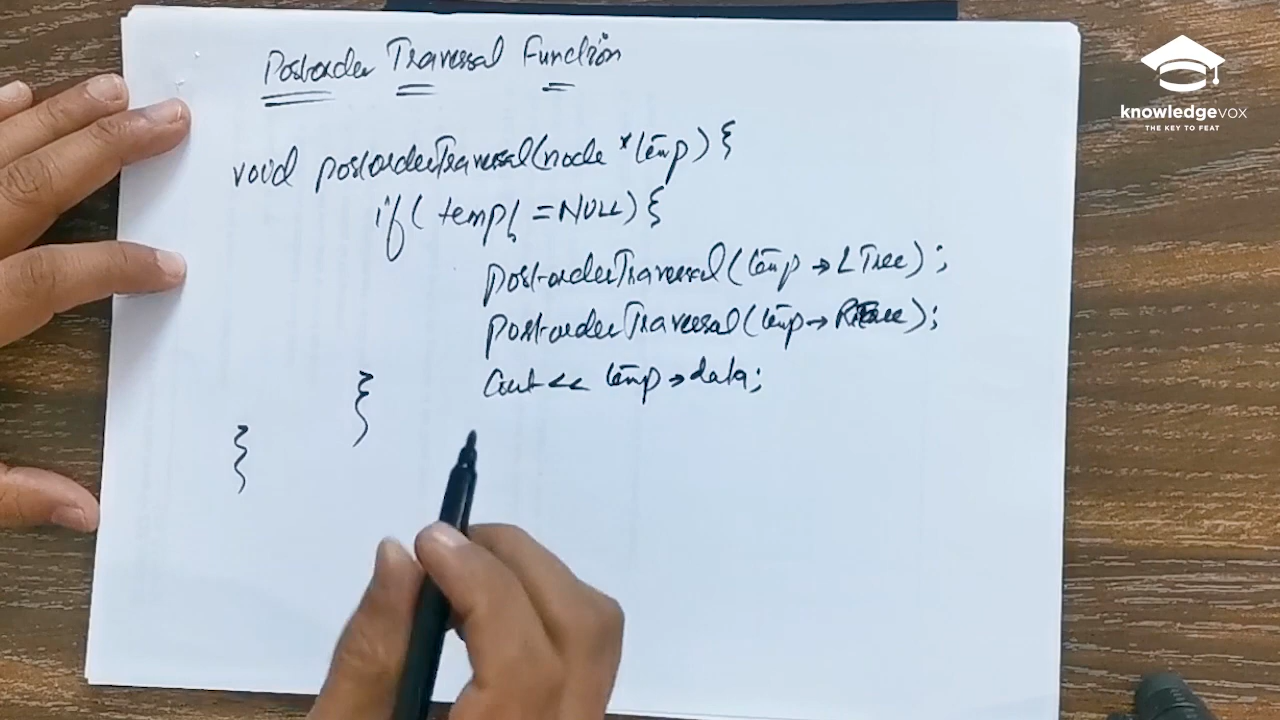 Postorder Traversal Function
void postorderTraversal(node *temp) {
if( temp! =NULL) {
postorderTraversal(temp → LTree);
postorderTraversal(temp → RTree);
Cout << temp → data;
}
}
knowledgevox
THE KEY TO FEAT